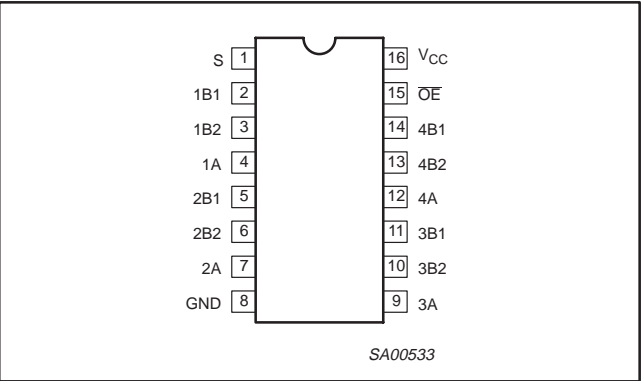 S 1 16 VCC
1B1 2 15 OE
1B2 3 14 4B1
1A 4 13 4B2
2B1 5 12 4A
2B2 6 11 3B1
2A 7 10 3B2
GND 8 9 3A
SA00533